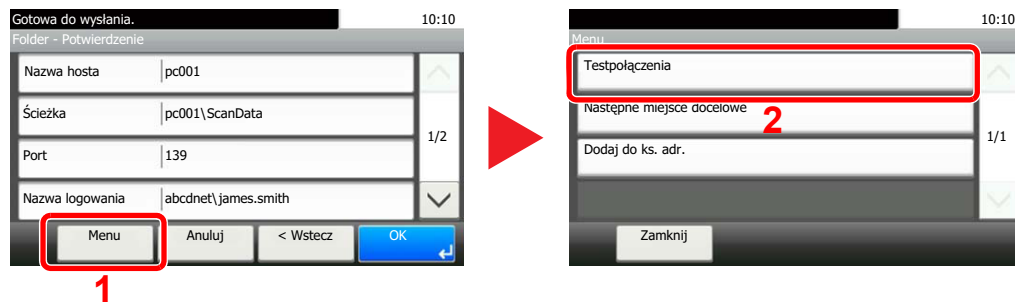 Gotowa do wysłania. 10:10
Folder - Potwierdzenie
Nazwa hosta pc001
Ścieżka pc001\ScanData
1/2
Port 139
Nazwa logowania abcdnet\james.smith
Menu Anuluj < Wstecz OK
1
10:10
Menu
Testpołączenia
Następne miejsce docelowe
2
1/1
Dodaj do ks. adr.
Zamknij